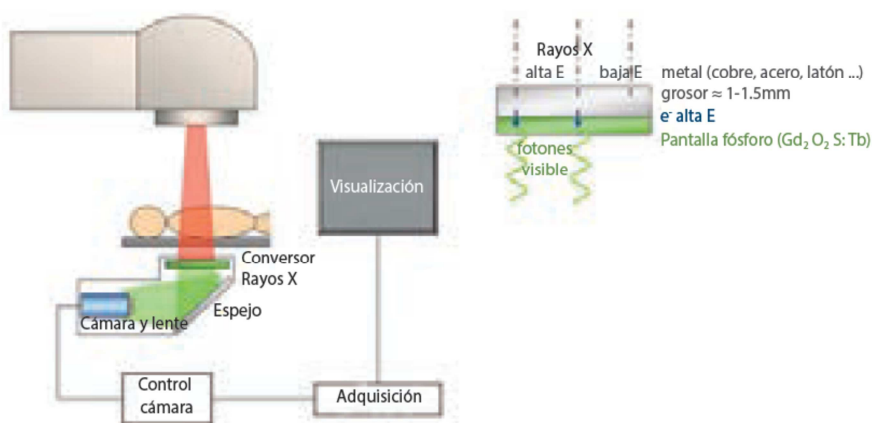 Conversor
Rayos X
Espejo
Cámara y lente
Visualización
Control
cámara
Adquisición
Rayos X
alta E baja E
metal (cobre, acero, latón ...)
grosor ≈ 1-1.5mm
e⁻ alta E
Pantalla fósforo (Gd₂ O₂ S: Tb)
fotones
visible